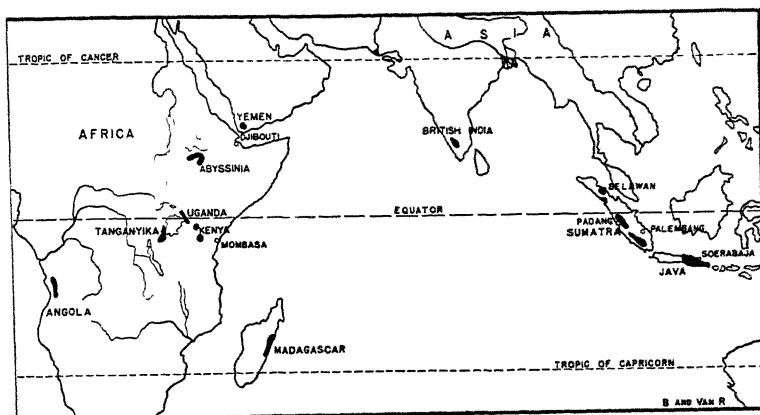 A S I A
TROPIC OF CANCER
YEMEN
DJIBOUTI
AFRICA
BRITISH INDIA
ABYSSINIA
BELAWAN
UGANDA
EQUATOR
TANGANYIKA
KENYA
PADANG
PALEMBANG
SUMATRA
MOMBASA
SOERABAJA
JAVA
ANGOLA
MADAGASCAR
TROPIC OF CAPRICORN
B AND VAN R